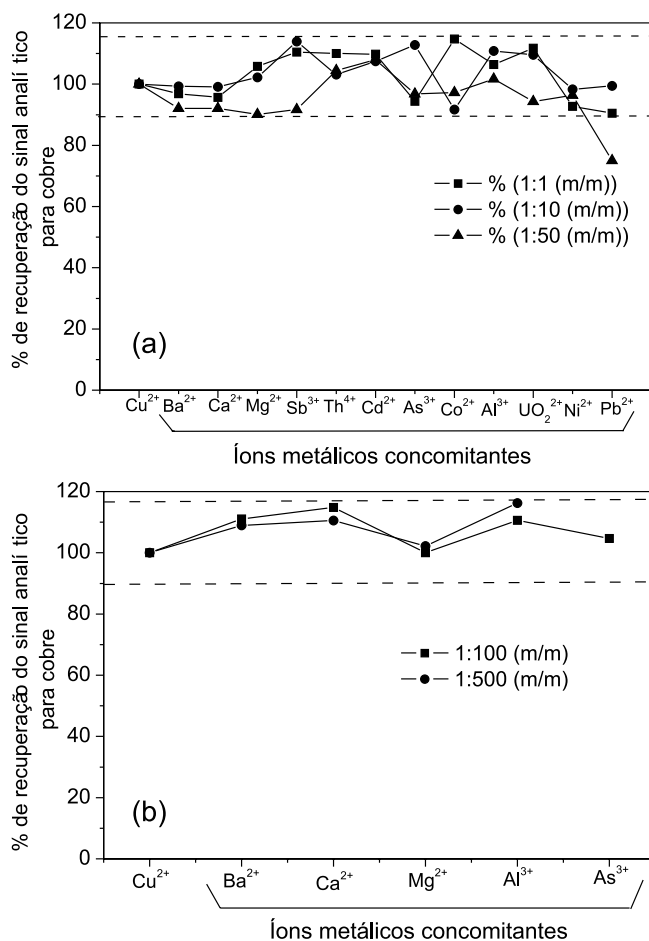 120
100
80
60
40
20
0
% de recuperação do sinal analí tico
para cobre
% (1:1 (m/m))
% (1:10 (m/m))
% (1:50 (m/m))
(a)
Cu²⁺ Ba²⁺ Ca²⁺ Mg²⁺ Sb³⁺ Th⁴⁺ Cd²⁺ As³⁺ Co²⁺ Al³⁺ UO₂²⁺ Ni²⁺ Pb²⁺
Íons metálicos concomitantes
120
100
80
60
40
20
0
% de recuperação do sinal analí tico
para cobre
1:100 (m/m)
1:500 (m/m)
(b)
Cu²⁺ Ba²⁺ Ca²⁺ Mg²⁺ Al³⁺ As³⁺
Íons metálicos concomitantes